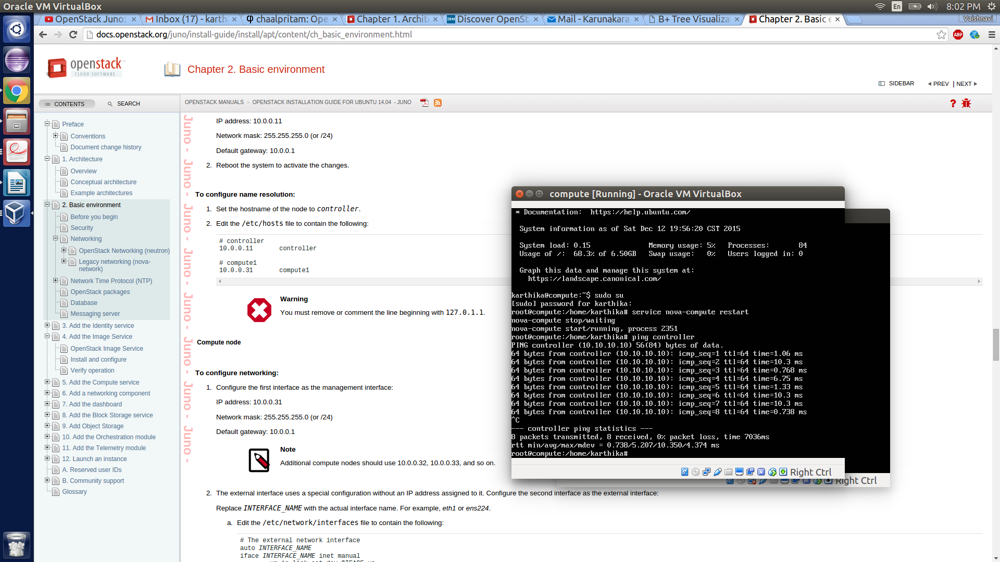 Oracle VM VirtualBox
En
8:02 PM
OpenStack Juno:
Inbox (17) - karth
chaalpritam: Ope
Chapter 1. Archit
IBM
Discover OpenSt
Mail - Karunakara
B+ Tree Visualiza
Chapter 2. Basic e
Vaishnavi
docs.openstack.org/juno/install-guide/install/apt/content/ch_basic_environment.html
ABP
openstack
CLOUD SOFTWARE
Chapter 2. Basic environment
SIDEBAR
PREV | NEXT
CONTENTS
SEARCH
OPENSTACK MANUALS
OPENSTACK INSTALLATION GUIDE FOR UBUNTU 14.04 - JUNO
Preface
Conventions
Document change history
1. Architecture
Overview
Conceptual architecture
Example architectures
2. Basic environment
Before you begin
Security
Networking
OpenStack Networking (neutron)
Legacy networking (nova-
network)
Network Time Protocol (NTP)
OpenStack packages
Database
Messaging server
3. Add the Identity service
4. Add the Image Service
OpenStack Image Service
Install and configure
Verify operation
5. Add the Compute service
6. Add a networking component
7. Add the dashboard
8. Add the Block Storage service
9. Add Object Storage
10. Add the Orchestration module
11. Add the Telemetry module
12. Launch an instance
A. Reserved user IDs
B. Community support
Glossary
Juno - Juno - Juno - Juno - Juno - Juno - Juno - Juno -
IP address: 10.0.0.11
Network mask: 255.255.255.0 (or /24)
Default gateway: 10.0.0.1
2. Reboot the system to activate the changes.
To configure name resolution:
1. Set the hostname of the node to controller.
2. Edit the /etc/hosts file to contain the following:
# controller
10.0.0.11 controller
# compute1
10.0.0.31 compute1
Warning
You must remove or comment the line beginning with 127.0.1.1.
Compute node
To configure networking:
1. Configure the first interface as the management interface:
IP address: 10.0.0.31
Network mask: 255.255.255.0 (or /24)
Default gateway: 10.0.0.1
Note
Additional compute nodes should use 10.0.0.32, 10.0.0.33, and so on.
2. The external interface uses a special configuration without an IP address assigned to it. Configure the second interface as the external interface:
Replace INTERFACE_NAME with the actual interface name. For example, eth1 or ens224.
a. Edit the /etc/network/interfaces file to contain the following:
# The external network interface
auto INTERFACE_NAME
iface INTERFACE_NAME inet manual
compute [Running] - Oracle VM VirtualBox
* Documentation: https://help.ubuntu.com/
System information as of Sat Dec 12 19:56:20 CST 2015
System load: 0.15 Memory usage: 5% Processes: 84
Usage of /: 68.3% of 6.50GB Swap usage: 0% Users logged in: 0
Graph this data and manage this system at:
https://landscape.canonical.com/
karthika@compute:~$ sudo su
[sudo] password for karthika:
root@compute:/home/karthika# service nova-compute restart
nova-compute stop/waiting
nova-compute start/running, process 2351
root@compute:/home/karthika# ping controller
PING controller (10.10.10.10) 56(84) bytes of data.
64 bytes from controller (10.10.10.10): icmp_seq=1 ttl=64 time=1.06 ms
64 bytes from controller (10.10.10.10): icmp_seq=2 ttl=64 time=10.3 ms
64 bytes from controller (10.10.10.10): icmp_seq=3 ttl=64 time=0.768 ms
64 bytes from controller (10.10.10.10): icmp_seq=4 ttl=64 time=6.75 ms
64 bytes from controller (10.10.10.10): icmp_seq=5 ttl=64 time=1.33 ms
64 bytes from controller (10.10.10.10): icmp_seq=6 ttl=64 time=10.3 ms
64 bytes from controller (10.10.10.10): icmp_seq=7 ttl=64 time=10.3 ms
64 bytes from controller (10.10.10.10): icmp_seq=8 ttl=64 time=0.738 ms
^C
--- controller ping statistics ---
8 packets transmitted, 8 received, 0% packet loss, time 7036ms
rtt min/avg/max/mdev = 0.738/5.207/10.350/4.374 ms
root@compute:/home/karthika#
Right Ctrl
Right Ctrl